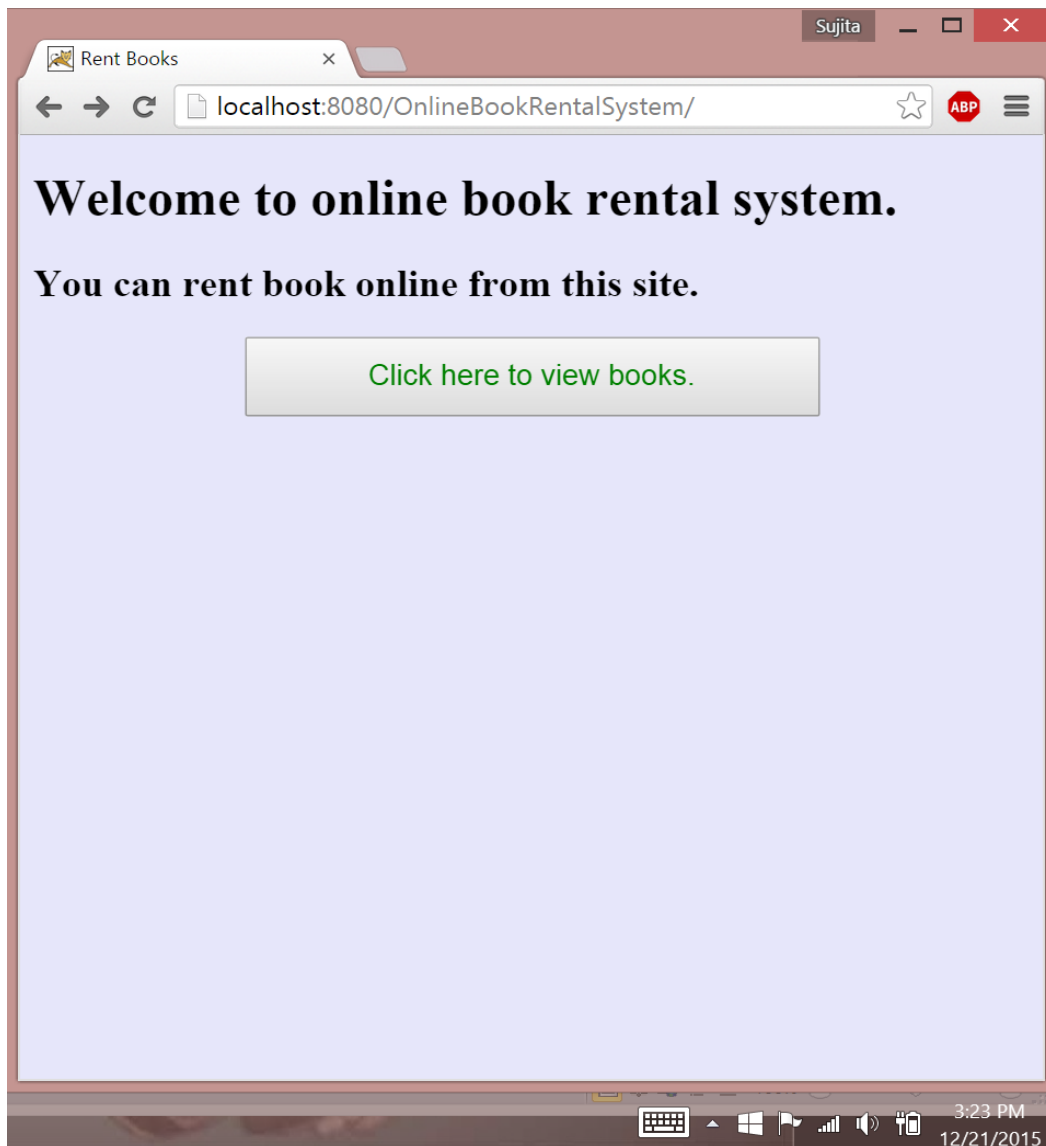 Sujita
Rent Books
localhost:8080/OnlineBookRentalSystem/
ABP
Welcome to online book rental system.
You can rent book online from this site.
Click here to view books.
3:23 PM
12/21/2015